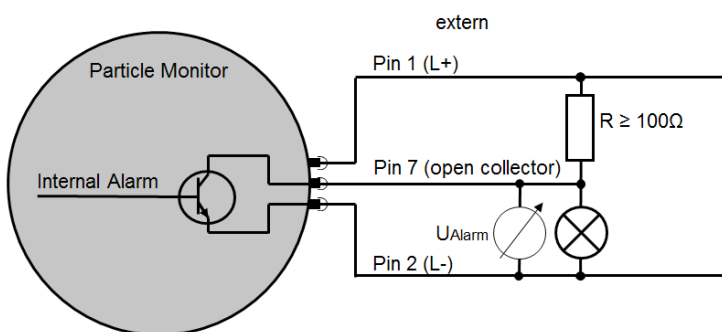 extern
Pin 1 (L+)
Particle Monitor
R ≥ 100Ω
Pin 7 (open collector)
Internal Alarm
UAlarm
Pin 2 (L-)